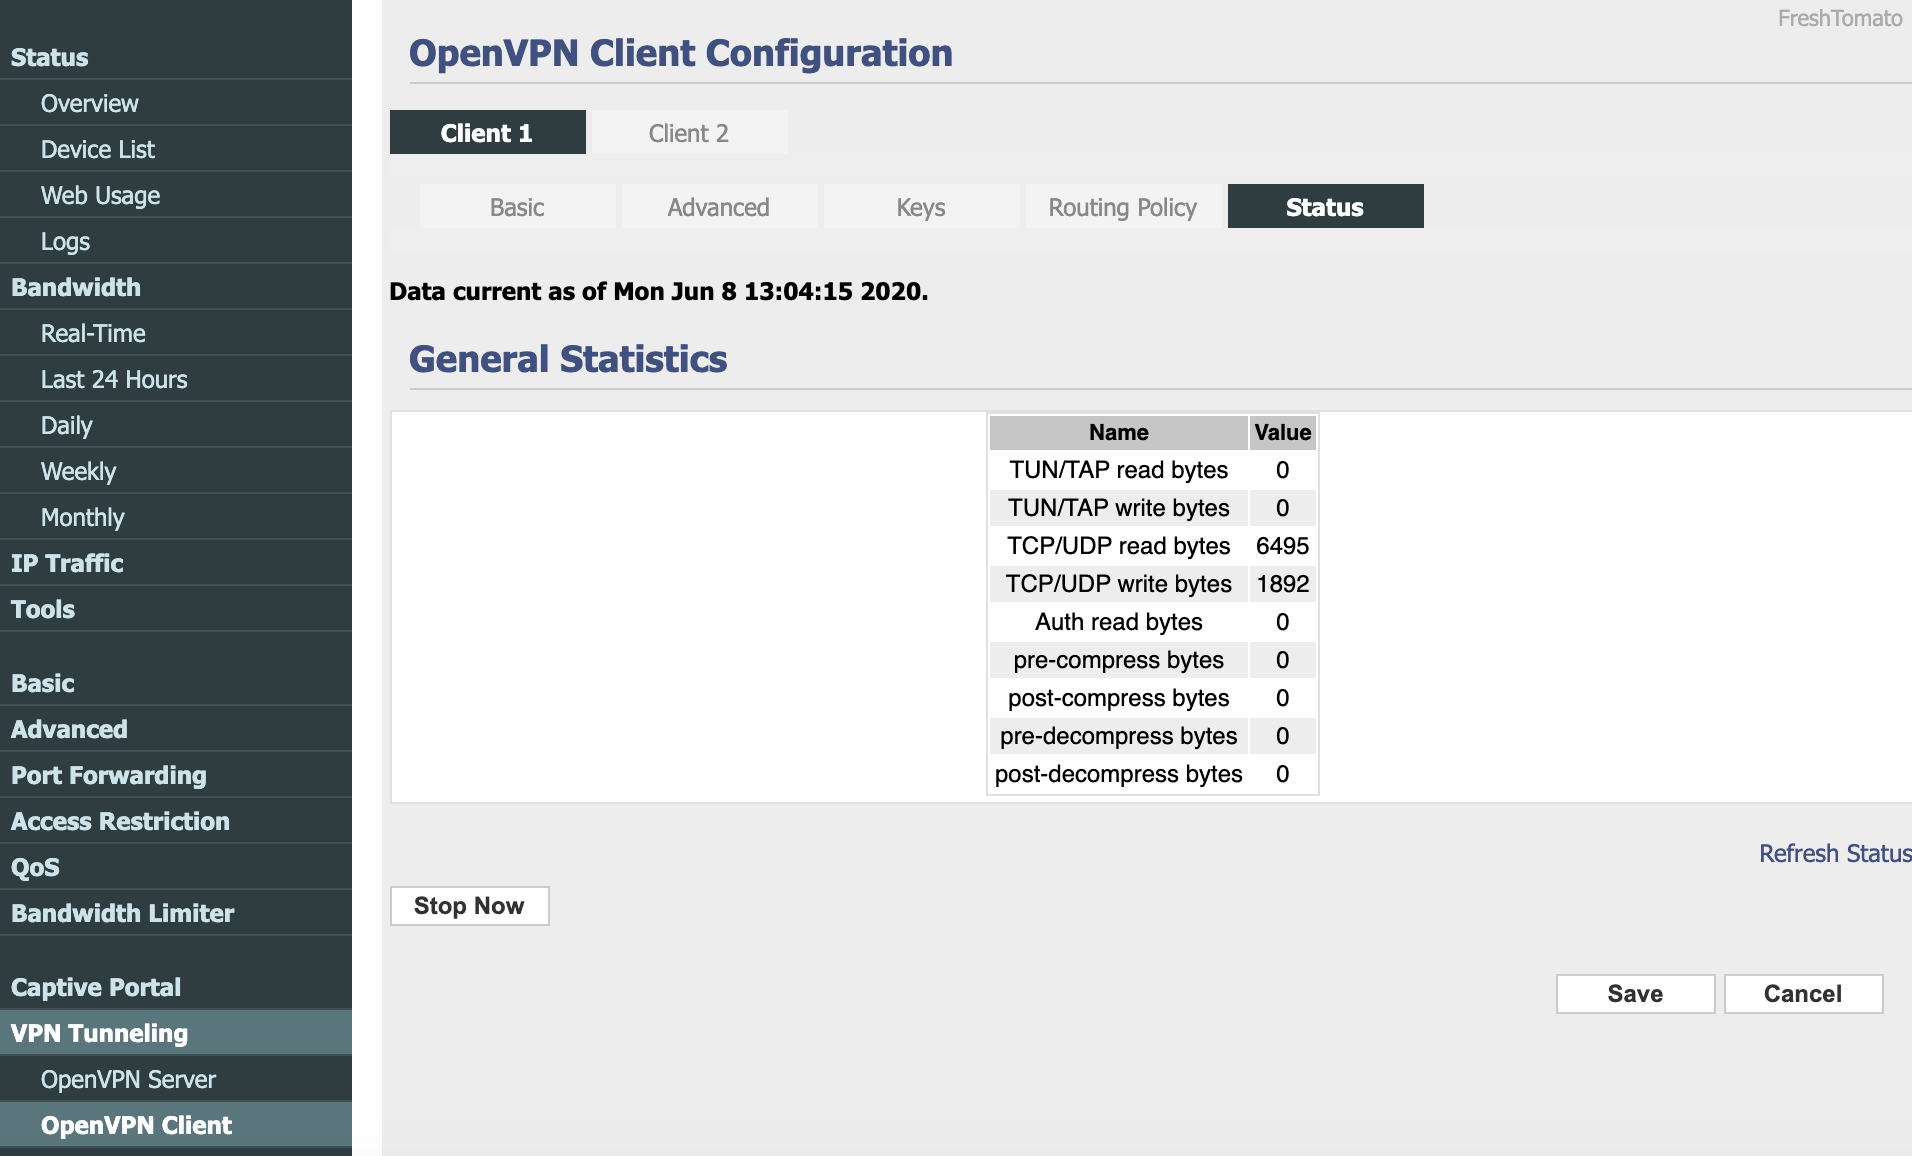 FreshTomato
Status
Overview
Device List
Web Usage
Logs
Bandwidth
Real-Time
Last 24 Hours
Daily
Weekly
Monthly
IP Traffic
Tools
Basic
Advanced
Port Forwarding
Access Restriction
QoS
Bandwidth Limiter
Captive Portal
VPN Tunneling
OpenVPN Server
OpenVPN Client
OpenVPN Client Configuration
Client 1 Client 2
Basic Advanced Keys Routing Policy Status
Data current as of Mon Jun 8 13:04:15 2020.
General Statistics
Name Value
TUN/TAP read bytes 0
TUN/TAP write bytes 0
TCP/UDP read bytes 6495
TCP/UDP write bytes 1892
Auth read bytes 0
pre-compress bytes 0
post-compress bytes 0
pre-decompress bytes 0
post-decompress bytes 0
Refresh Status
Stop Now
Save Cancel